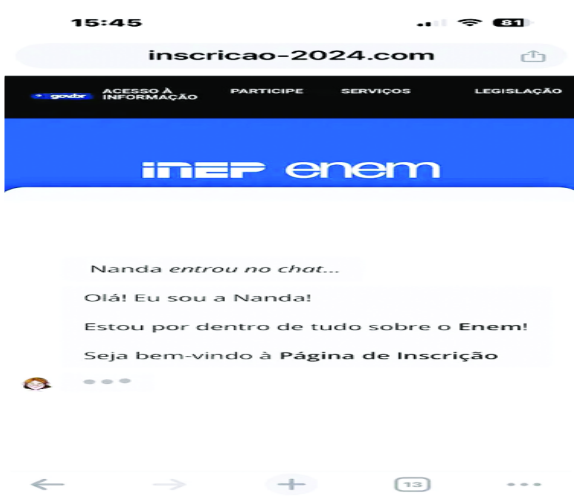 15:45
81
inscricao-2024.com
gov.br
ACESSO À
INFORMAÇÃO
PARTICIPE
SERVIÇOS
LEGISLAÇÃO
inep enem
Nanda entrou no chat...
Olá! Eu sou a Nanda!
Estou por dentro de tudo sobre o Enem!
Seja bem-vindo à Página de Inscrição
13